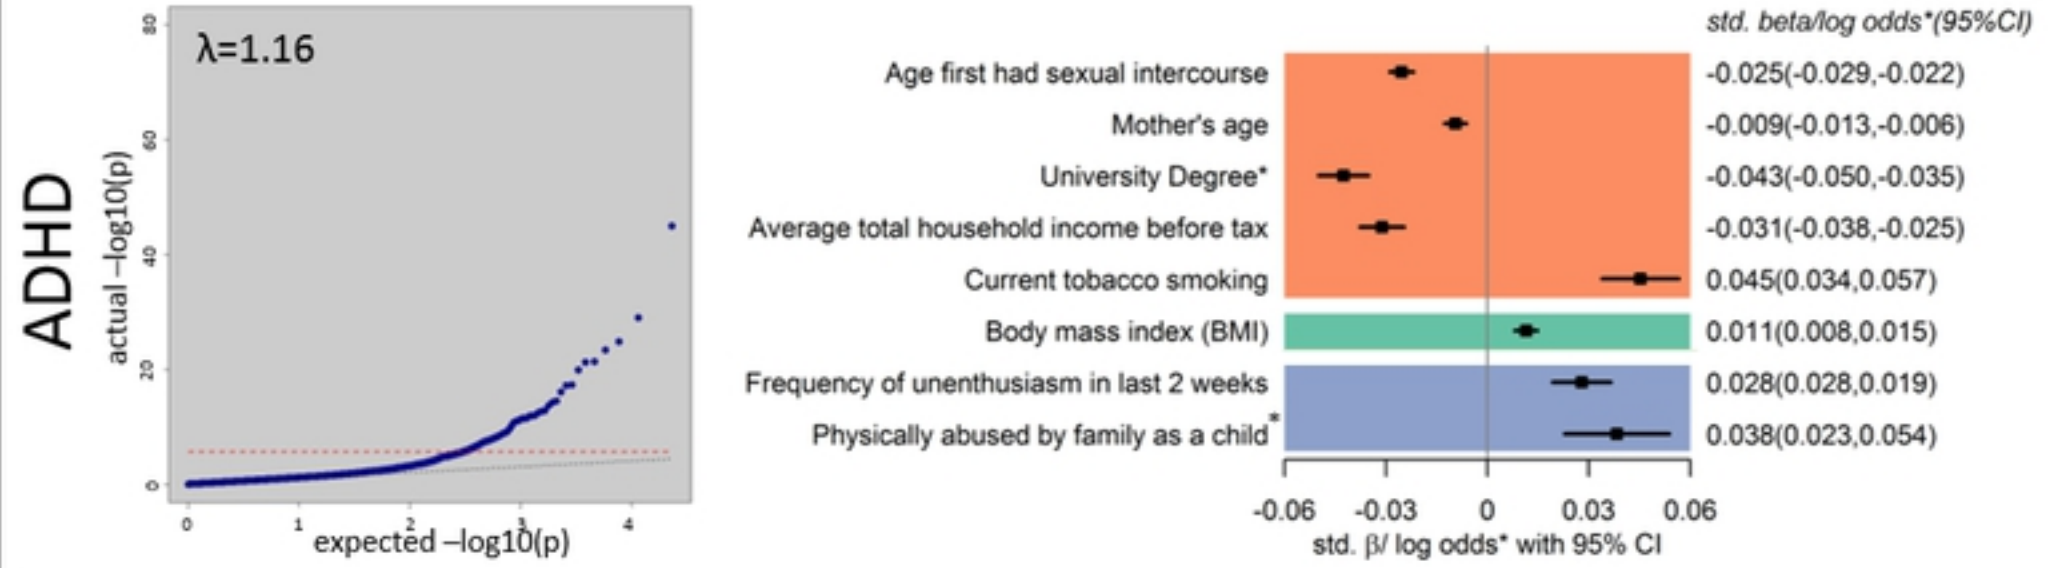 ADHD
λ=1.16
actual –log10(p)
80
60
40
20
0
0 1 2 3 4
expected –log10(p)
std. beta/log odds*(95%CI)
Age first had sexual intercourse -0.025(-0.029,-0.022)
Mother's age -0.009(-0.013,-0.006)
University Degree* -0.043(-0.050,-0.035)
Average total household income before tax -0.031(-0.038,-0.025)
Current tobacco smoking 0.045(0.034,0.057)
Body mass index (BMI) 0.011(0.008,0.015)
Frequency of unenthusiasm in last 2 weeks 0.028(0.028,0.019)
Physically abused by family as a child* 0.038(0.023,0.054)
-0.06 -0.03 0 0.03 0.06
std. β/ log odds* with 95% CI